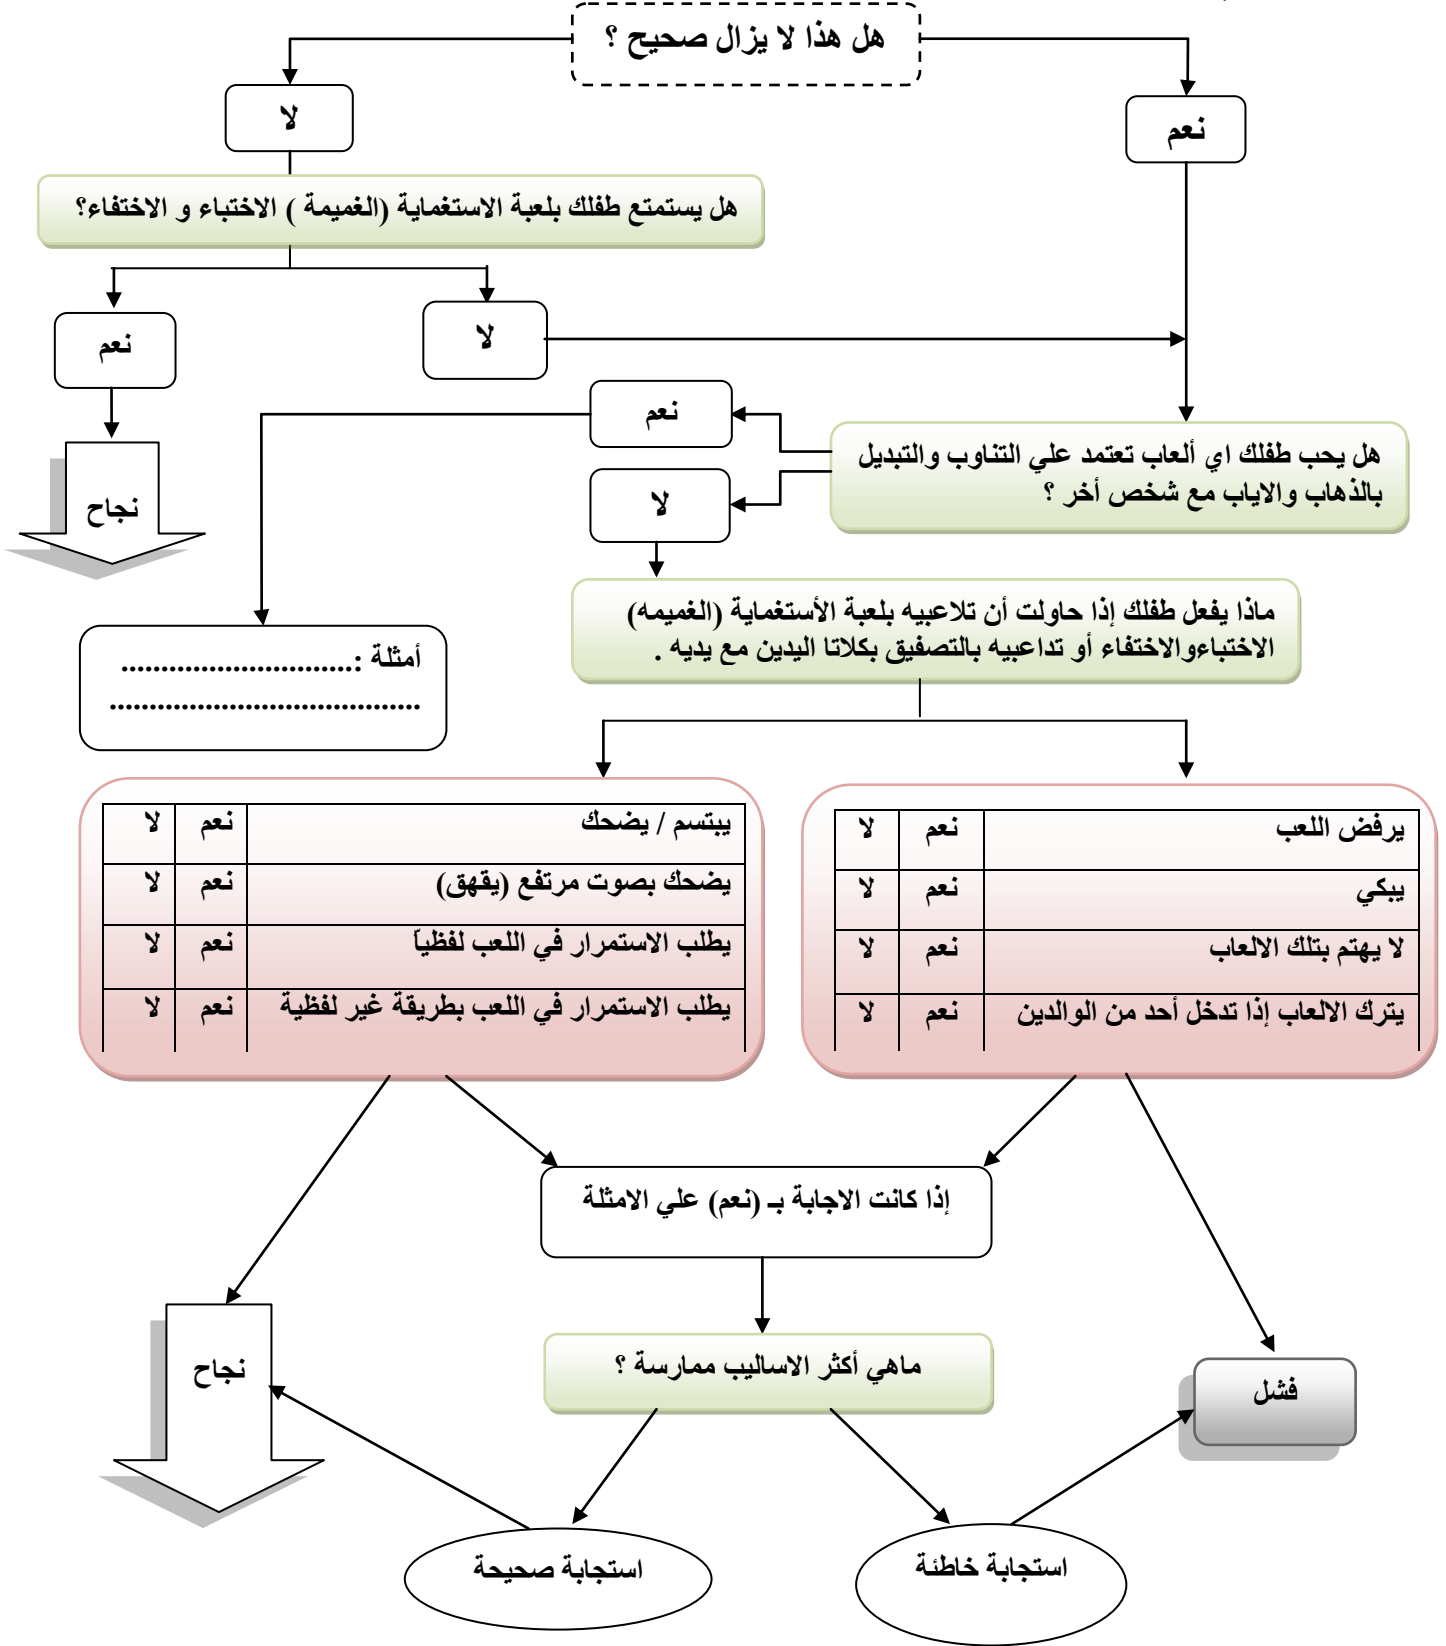 هل هذا لا يزال صحيح ؟
نعم
لا
هل يستمتع طفلك بلعبة الاستغماية (الغميمة ) الاختباء و الاختفاء؟
لا
نعم
نجاح
هل يحب طفلك اي ألعاب تعتمد علي التناوب والتبديل
بالذهاب والاياب مع شخص أخر ؟
نعم
لا
ماذا يفعل طفلك إذا حاولت أن تلاعبيه بلعبة الأستغماية (الغميمه)
الاختباءوالاختفاء أو تداعبيه بالتصفيق بكلاتا اليدين مع يديه .
أمثلة :.............................
.......................................
يرفض اللعب نعم لا
يبكي نعم لا
لا يهتم بتلك الالعاب نعم لا
يترك الالعاب إذا تدخل أحد من الوالدين نعم لا
يبتسم / يضحك نعم لا
يضحك بصوت مرتفع (يقهق) نعم لا
يطلب الاستمرار في اللعب لفظياّ نعم لا
يطلب الاستمرار في اللعب بطريقة غير لفظية نعم لا
إذا كانت الاجابة بـ (نعم) علي الامثلة
ماهي أكثر الاساليب ممارسة ؟
نجاح
فشل
استجابة خاطئة
استجابة صحيحة